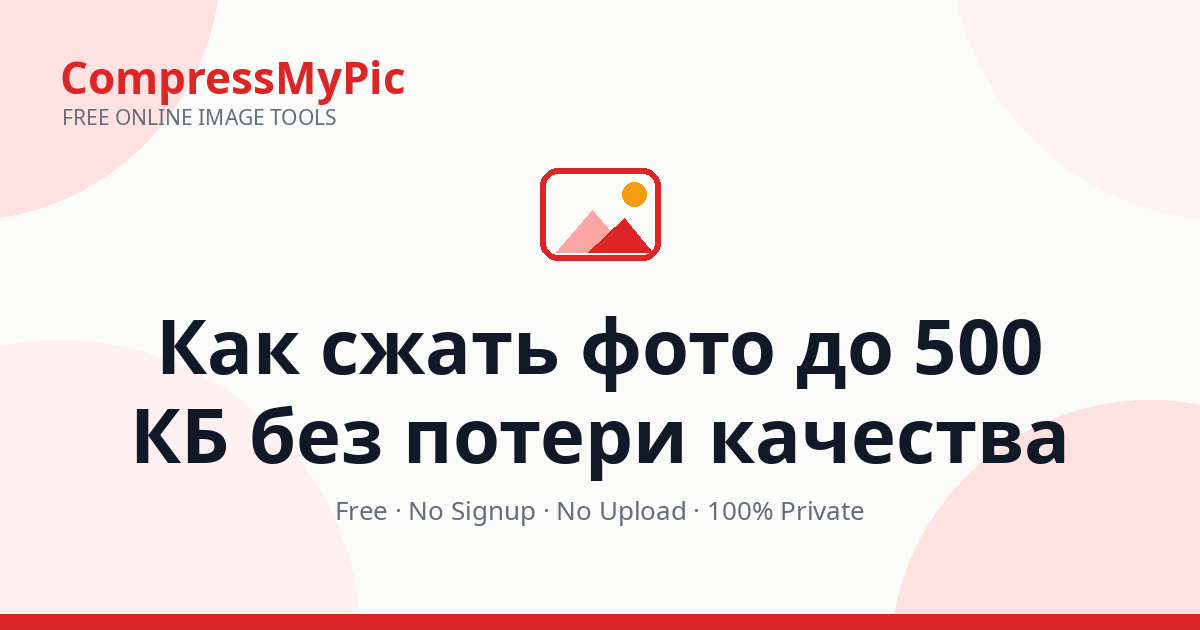 CompressMyPic
FREE ONLINE IMAGE TOOLS
Как сжать фото до 500
КБ без потери качества
Free · No Signup · No Upload · 100% Private